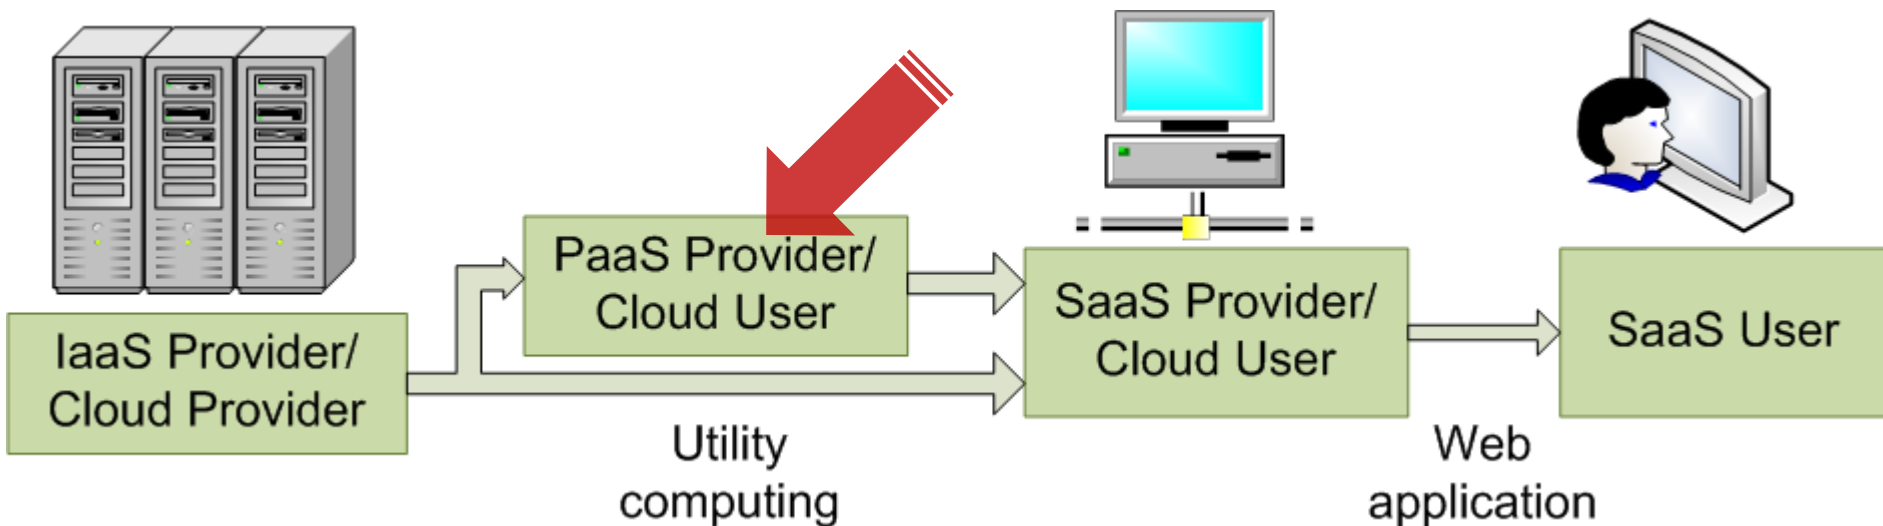 IaaS Provider/
Cloud Provider
PaaS Provider/
Cloud User
Utility
computing
SaaS Provider/
Cloud User
Web
application
SaaS User